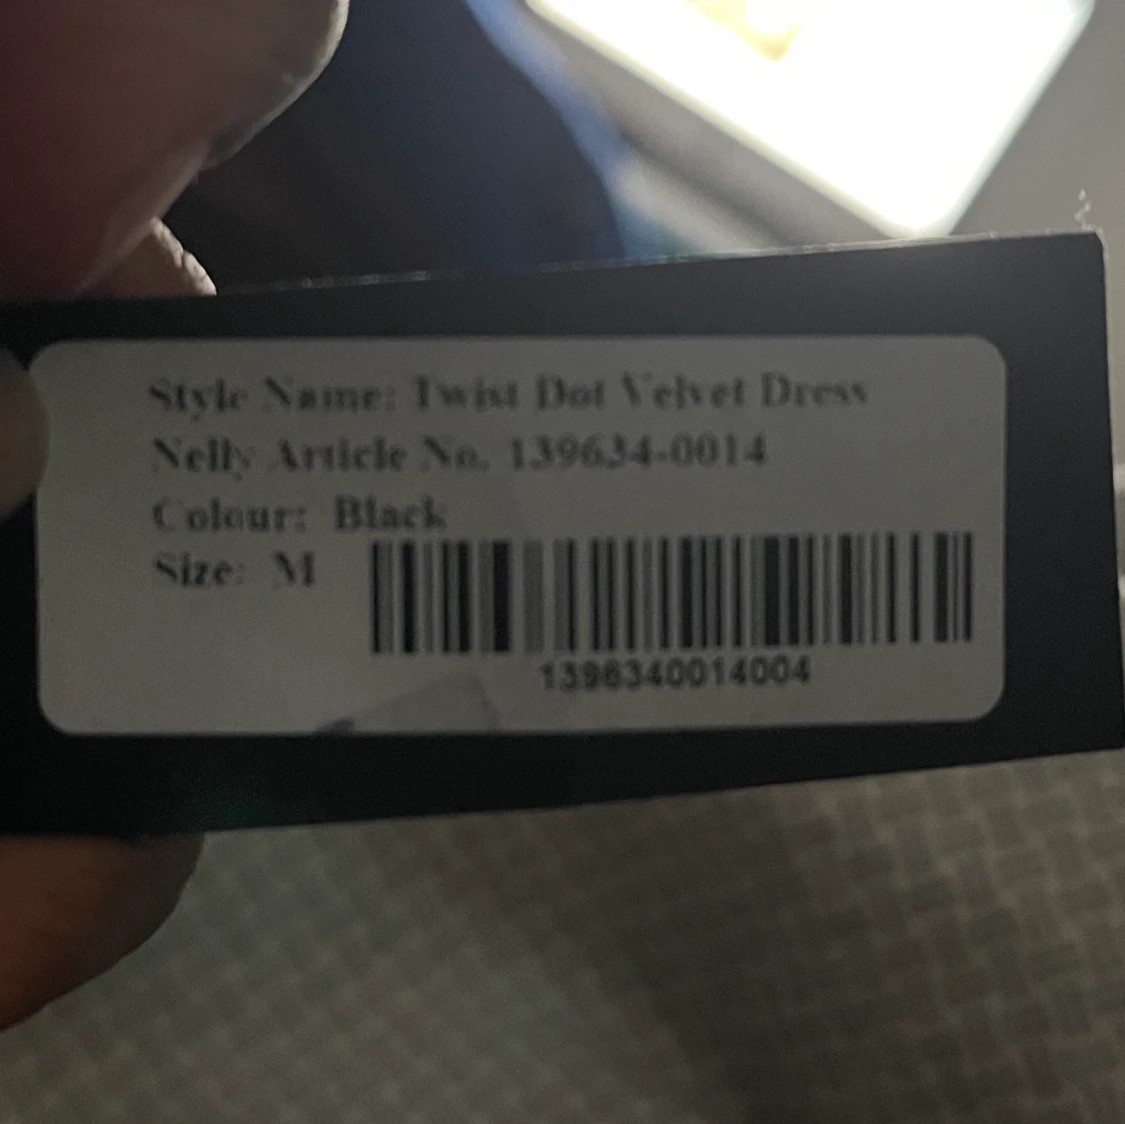 Style Name: Twist Dot Velvet Dress
Nelly Article No. 139634-0014
Colour: Black
Size: M
1396340014004